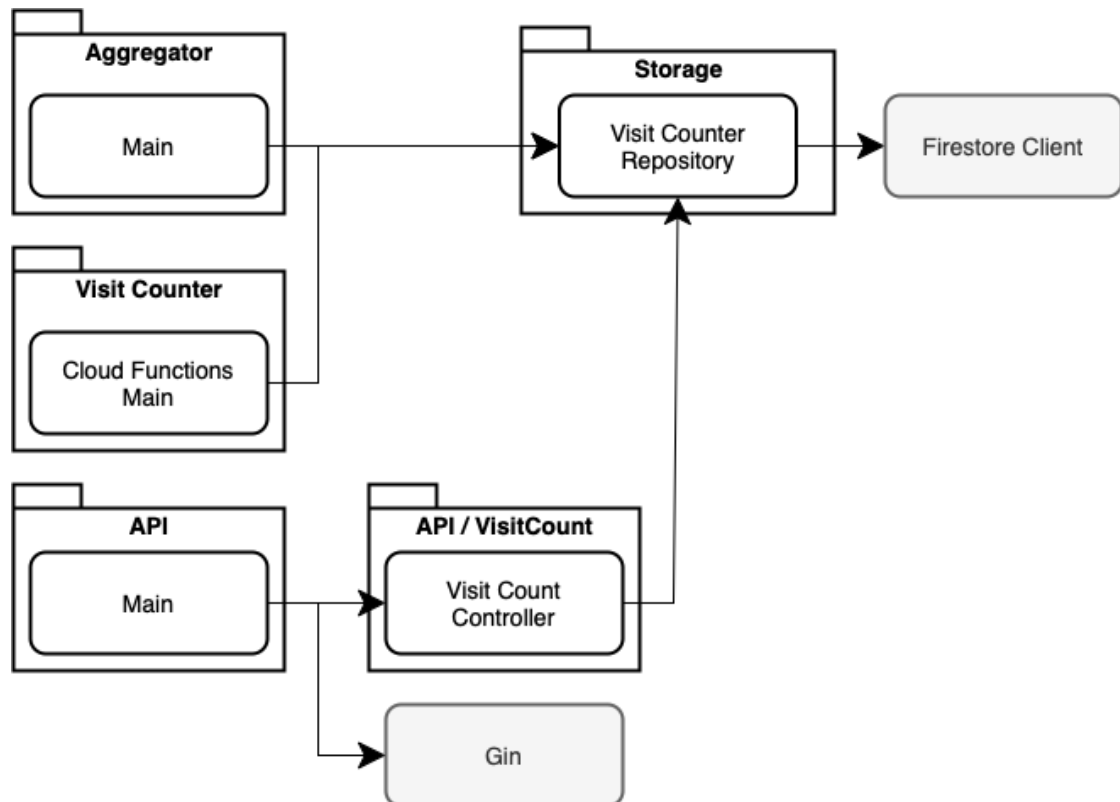 Aggregator
Main
Storage
Visit Counter
Repository
Firestore Client
Visit Counter
Cloud Functions
Main
API
Main
API / VisitCount
Visit Count
Controller
Gin